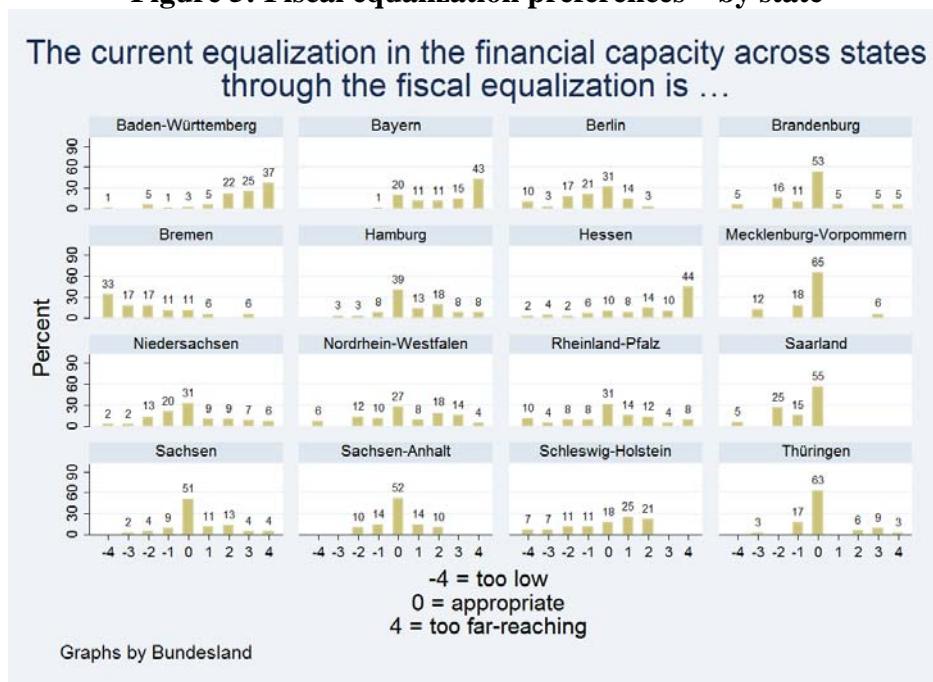 Fiscal equalization preferences – by state
The current equalization in the financial capacity across states
through the fiscal equalization is …
Percent
Baden-Württemberg Bayern Berlin Brandenburg
0 30 60 90
1 5 1 3 5 22 25 37
1 20 11 11 15 43
10 3 17 21 31 14 3
5 16 11 53 5 5 5
Bremen Hamburg Hessen Mecklenburg-Vorpommern
0 30 60 90
33 17 17 11 11 6 6
3 3 8 39 13 18 8 8
2 4 2 6 10 8 14 10 44
12 18 65 6
Niedersachsen Nordrhein-Westfalen Rheinland-Pfalz Saarland
0 30 60 90
2 2 13 20 31 9 9 7 6
6 12 10 27 8 18 14 4
10 4 8 8 31 14 12 4 8
5 25 15 55
Sachsen Sachsen-Anhalt Schleswig-Holstein Thüringen
0 30 60 90
2 4 9 51 11 13 4 4
10 14 52 14 10
7 7 11 11 18 25 21
3 17 63 6 9 3
-4 -3 -2 -1 0 1 2 3 4 -4 -3 -2 -1 0 1 2 3 4 -4 -3 -2 -1 0 1 2 3 4 -4 -3 -2 -1 0 1 2 3 4
-4 = too low
0 = appropriate
4 = too far-reaching
Graphs by Bundesland